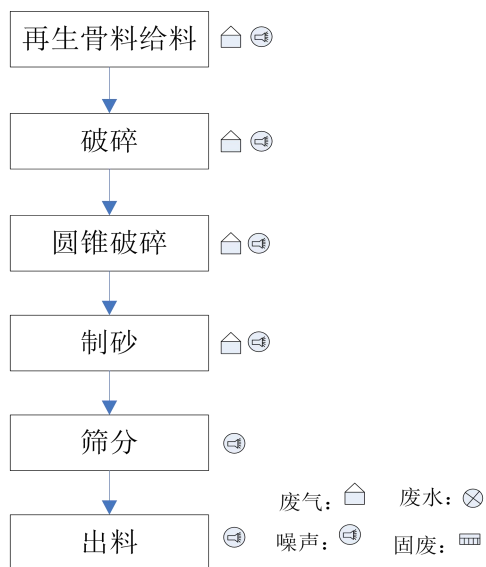 再生骨料给料
破碎
圆锥破碎
制砂
筛分
出料
废气： 废水：
噪声： 固废：